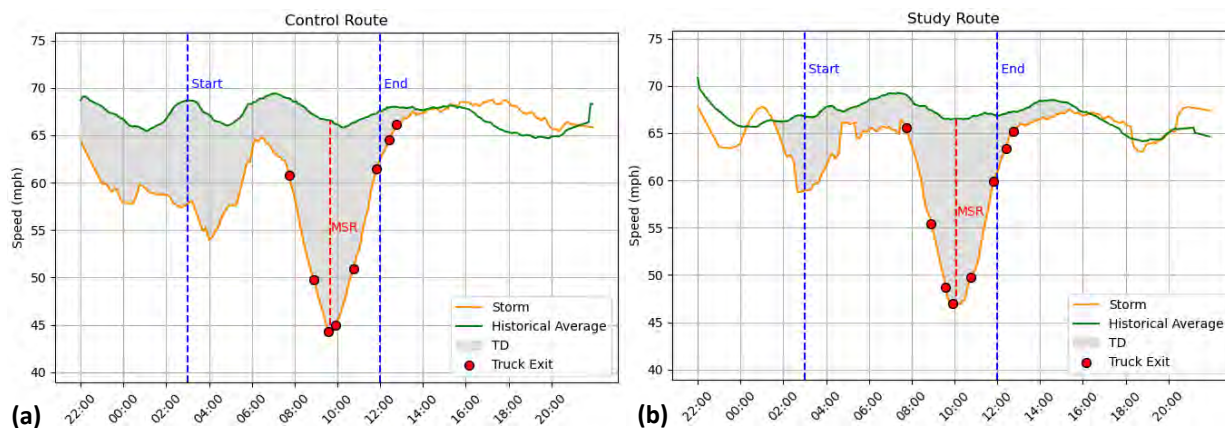 Control Route
75
70
65
60
55
50
45
40
Speed (mph)
Start
End
MSR
Storm
Historical Average
TD
Truck Exit
22:00
00:00
02:00
04:00
06:00
08:00
10:00
12:00
14:00
16:00
18:00
20:00
(a)
Study Route
75
70
65
60
55
50
45
40
Speed (mph)
Start
End
MSR
Storm
Historical Average
TD
Truck Exit
22:00
00:00
02:00
04:00
06:00
08:00
10:00
12:00
14:00
16:00
18:00
20:00
(b)